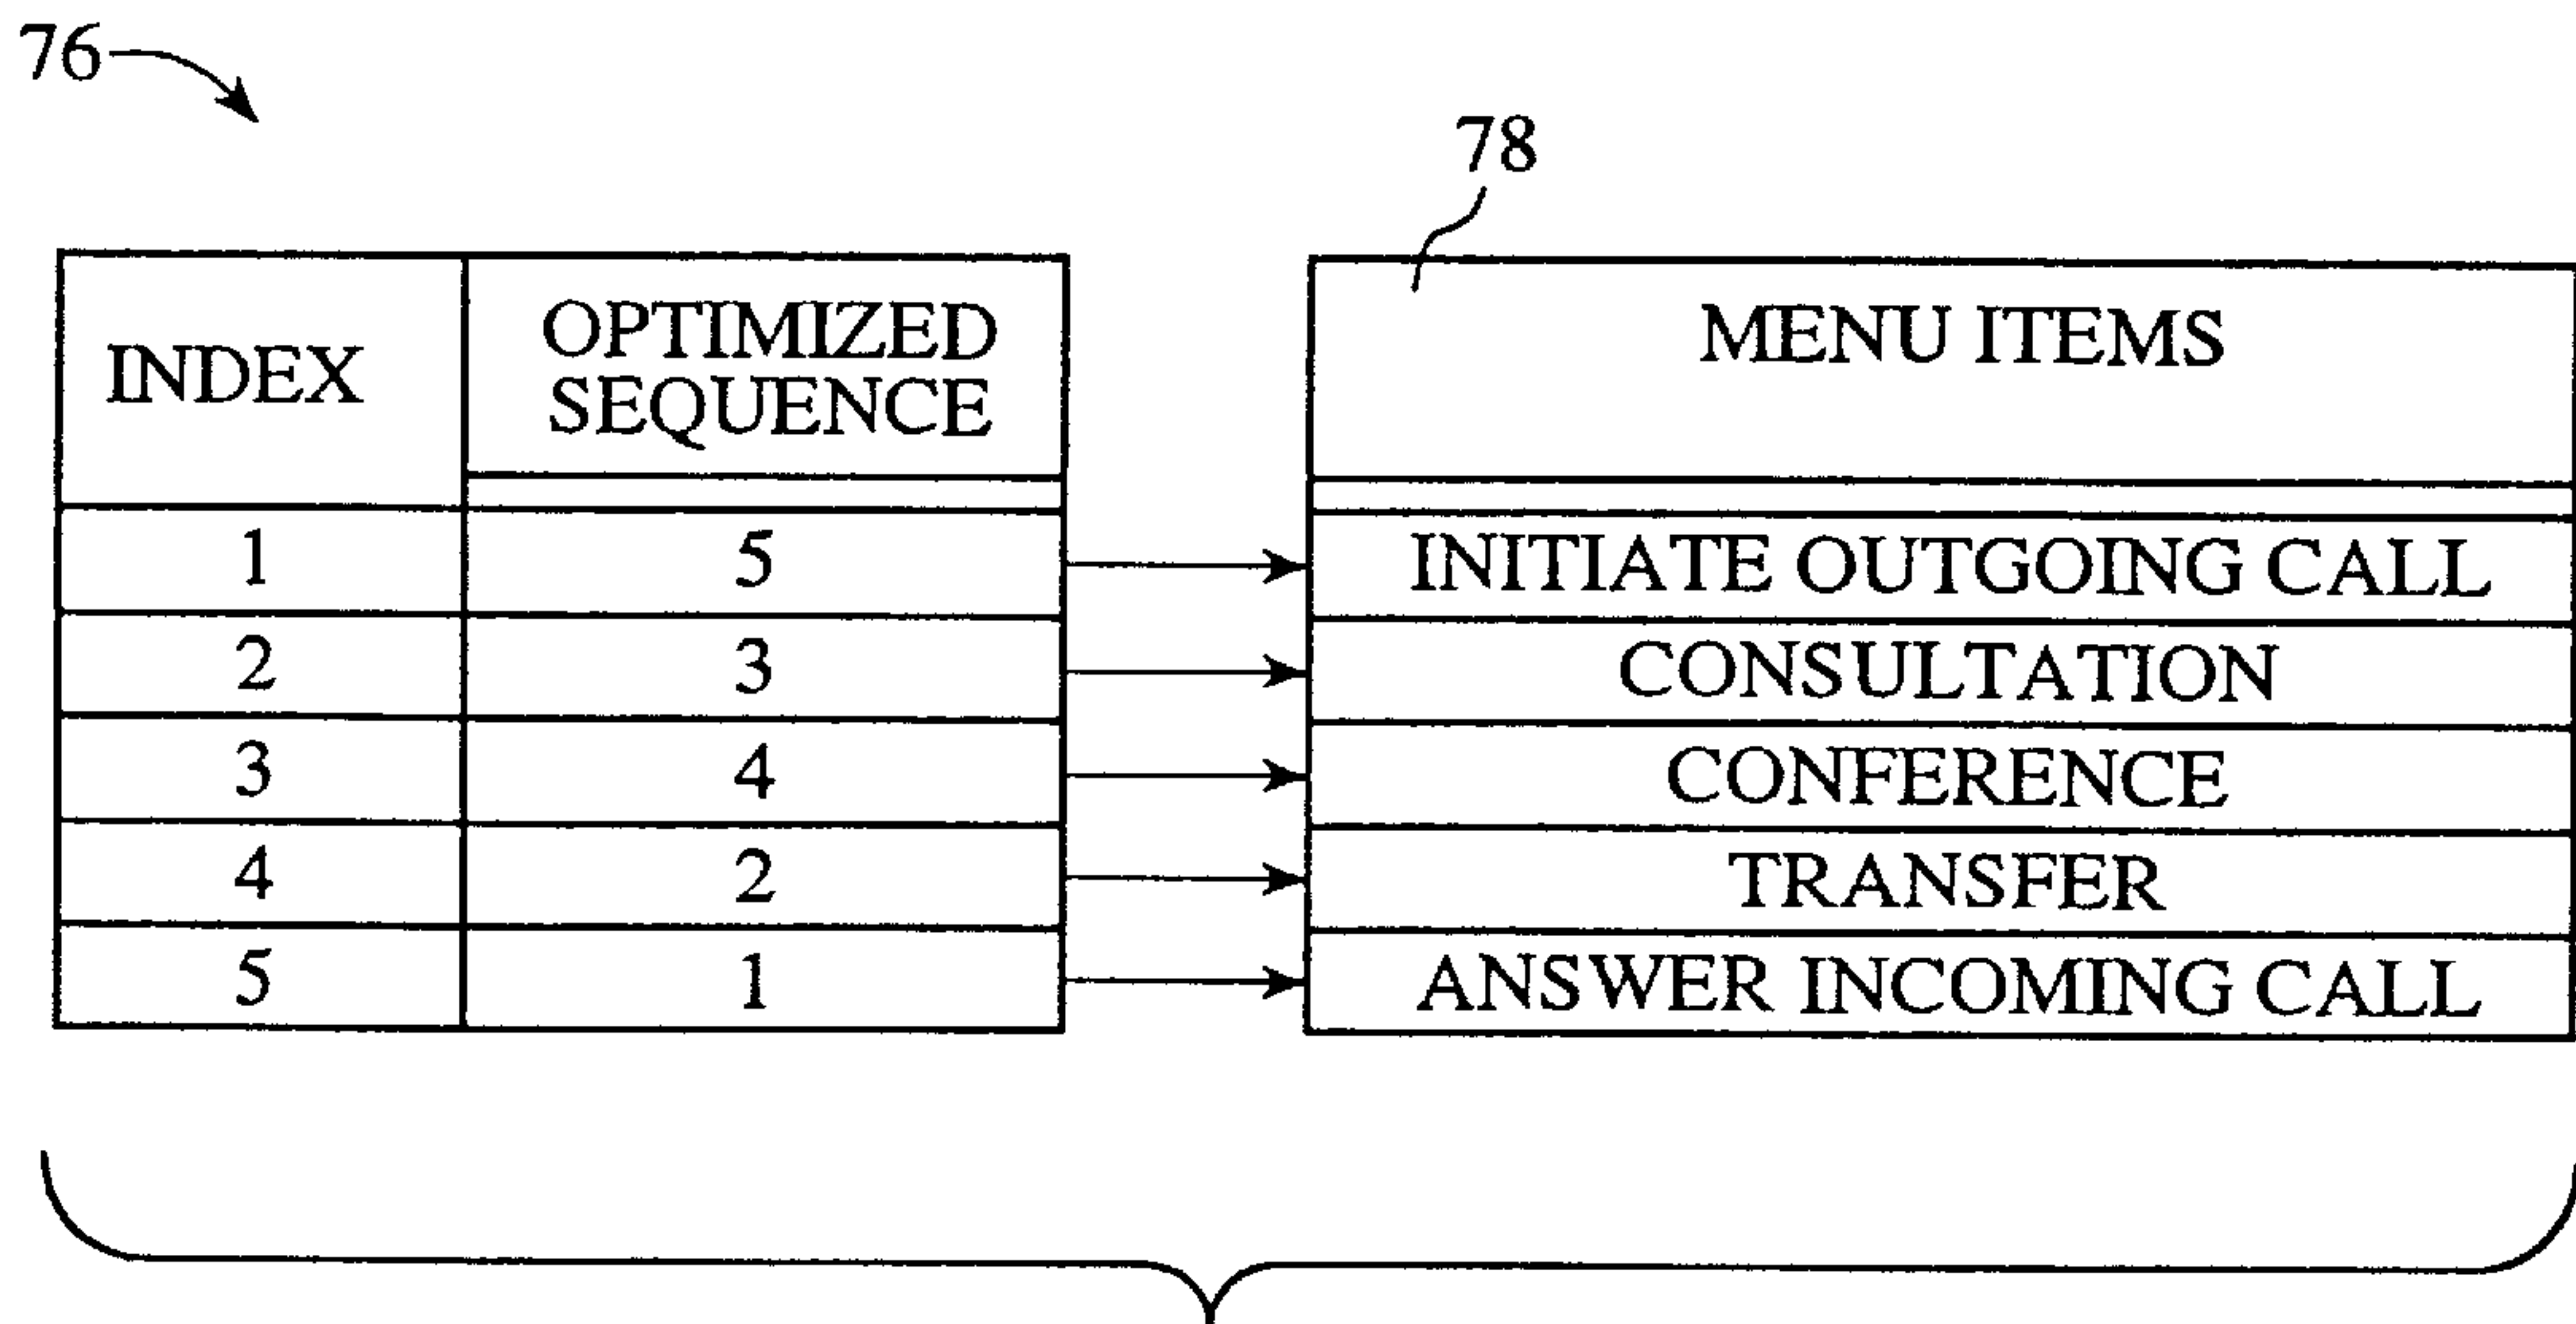 76
78
INDEX OPTIMIZED SEQUENCE MENU ITEMS
1 5 INITIATE OUTGOING CALL
2 3 CONSULTATION
3 4 CONFERENCE
4 2 TRANSFER
5 1 ANSWER INCOMING CALL